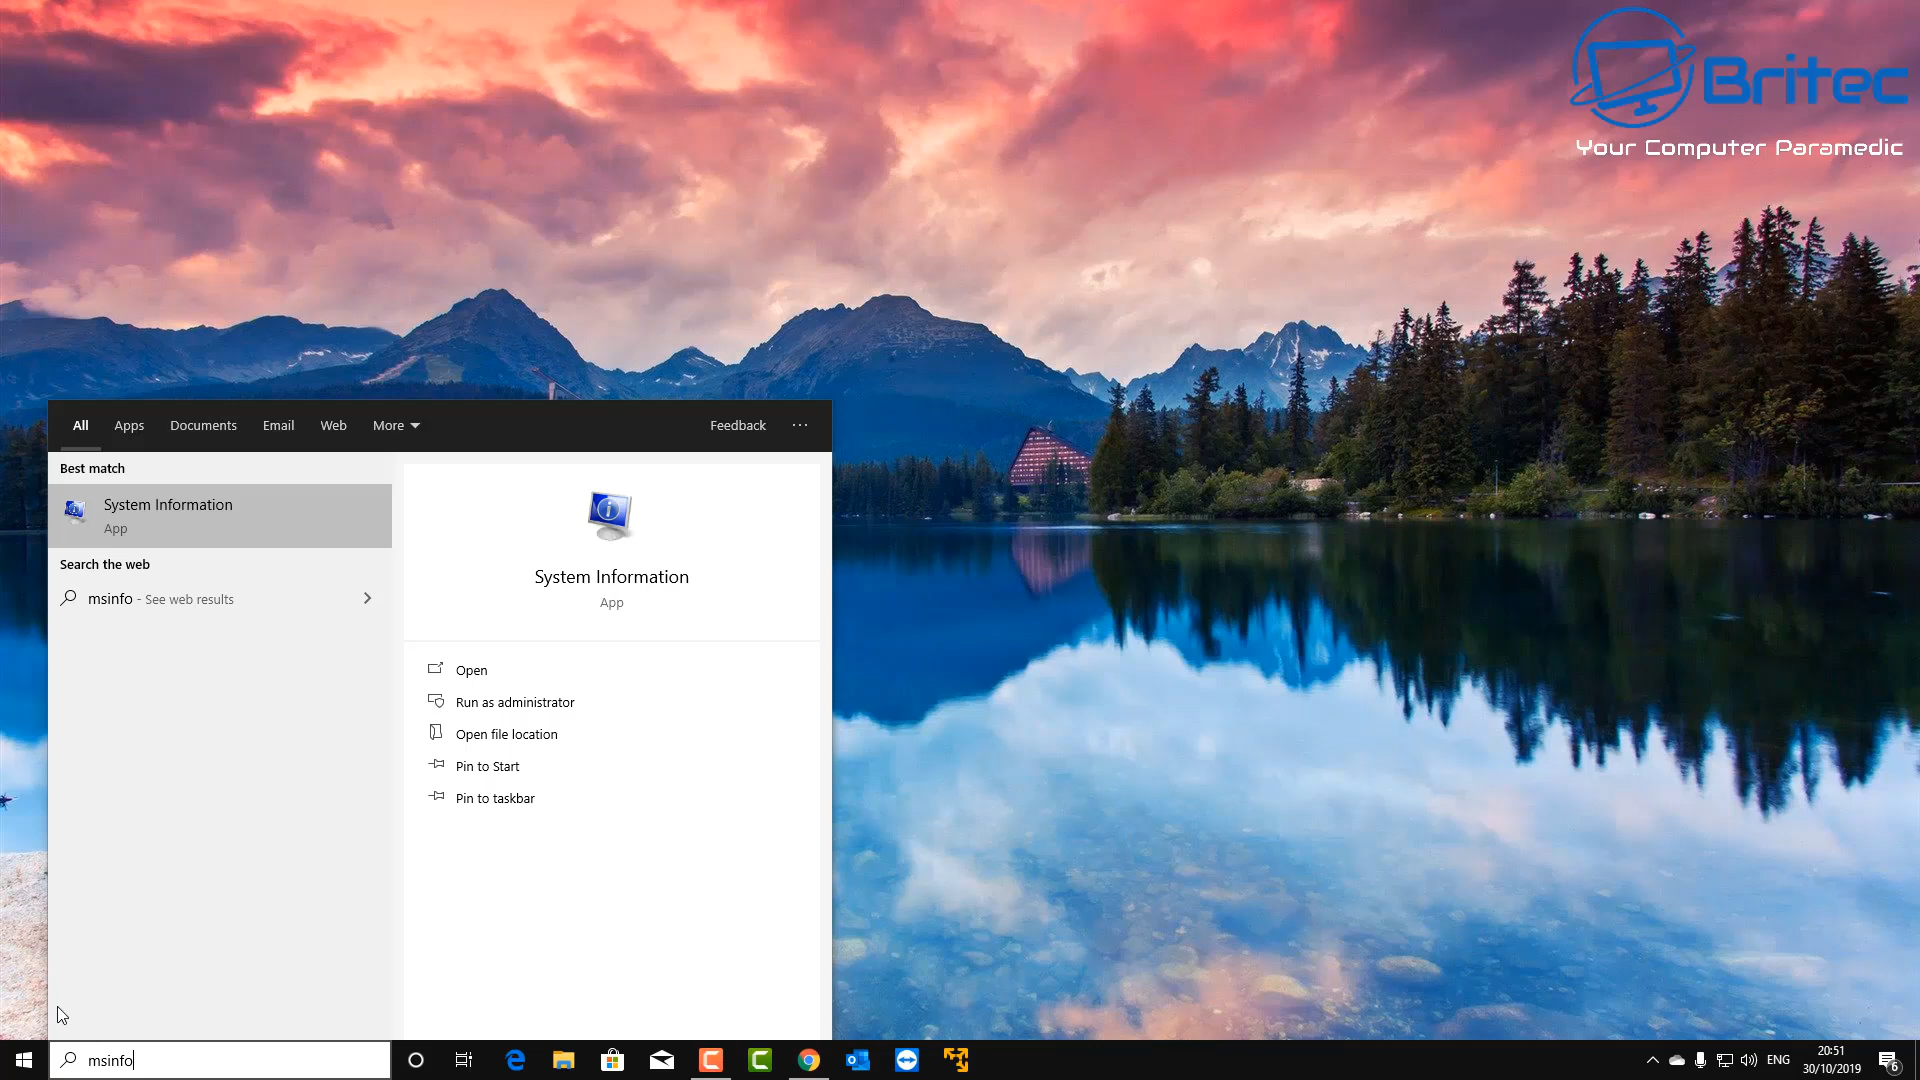 Britec
Your Computer Paramedic
All Apps Documents Email Web More Feedback ···
Best match
System Information
App
Search the web
msinfo - See web results
System Information
App
Open
Run as administrator
Open file location
Pin to Start
Pin to taskbar
msinfo
ENG
20:51
30/10/2019
6